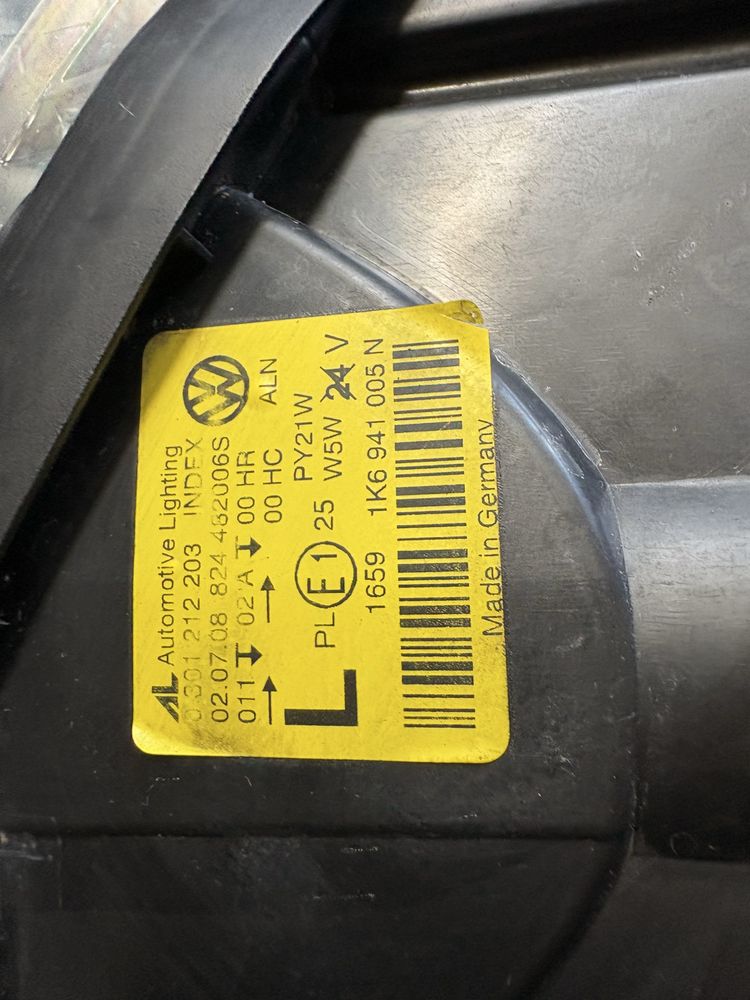 AL Automotive Lighting
0 301 212 203 INDEX
02.07.08 824 482006S
011 02'A 00 HR
00 HC ALN
L PL E1 25 PY21W
W5W 24 V
1659 1K6 941 005 N
Made in Germany